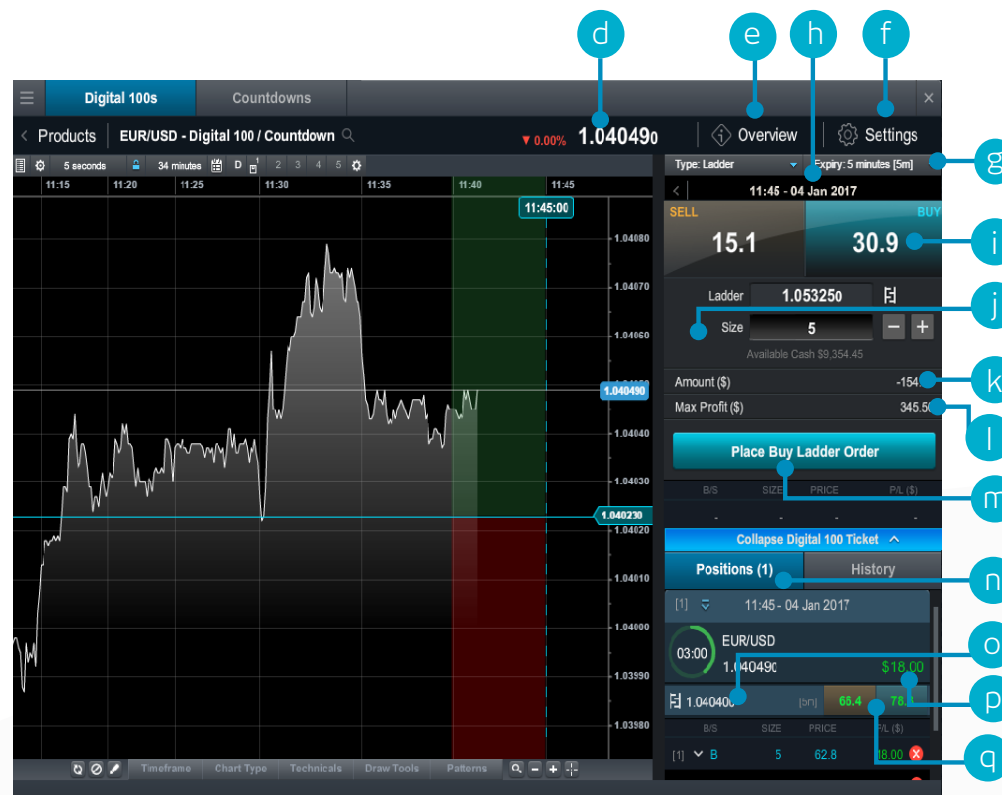 d e h f
Digital 100s Countdowns
Products EUR/USD - Digital 100 / Countdown 0.00% 1.040490 Overview Settings
5 seconds 34 minutes D 1 2 3 4 5 Type: Ladder Expiry: 5 minutes [5m] g
11:15 11:20 11:25 11:30 11:35 11:40 11:45 11:45 - 04 Jan 2017
11:45:00 SELL BUY
15.1 30.9 i
1.04080
1.04070
1.04060
1.040490
1.04040
1.04030
1.040230
1.04020
1.04010
1.04000
1.03990
1.03980
Ladder 1.053250
j
Size 5
Available Cash $9,354.45
Amount ($) k
Max Profit ($) l
Place Buy Ladder Order
m
B/S SIZE PRICE P/L ($)
- - - -
Collapse Digital 100 Ticket
Positions (1) History n
[1] 11:45 - 04 Jan 2017
03:00 EUR/USD
1.040490 $18.00 o
1.040400 [5m] 65.4 p
B/S SIZE PRICE P/L ($)
q
[1] B 5 62.8 18.00
Timeframe Chart Type Technicals Draw Tools Patterns